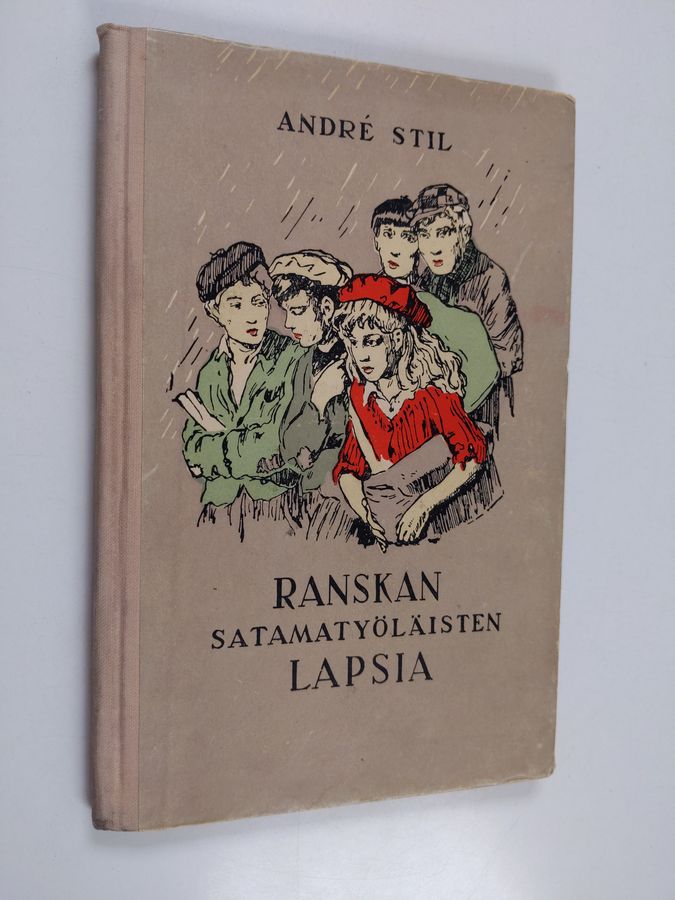 ANDRÉ STIL
RANSKAN
SATAMATYÖLÄISTEN
LAPSIA